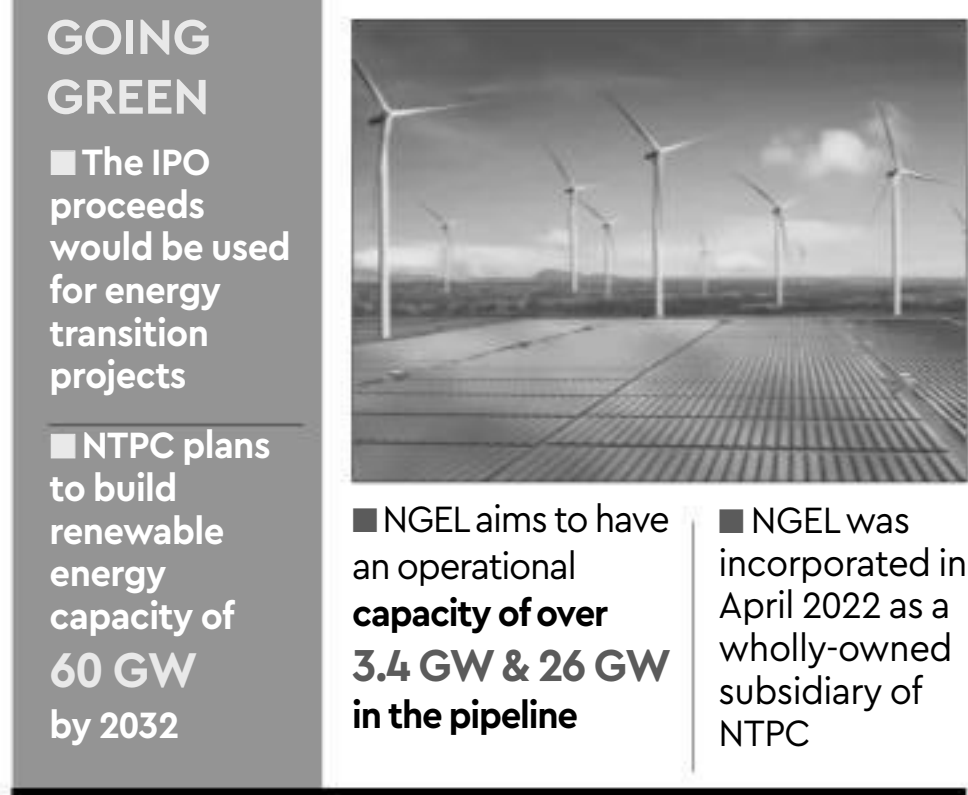 GOING
GREEN
■ The IPO
proceeds
would be used
for energy
transition
projects
■ NTPC plans
to build
renewable
energy
capacity of
60 GW
by 2032
■ NGEL aims to have
an operational
capacity of over
3.4 GW & 26 GW
in the pipeline
■ NGEL was
incorporated in
April 2022 as a
wholly-owned
subsidiary of
NTPC